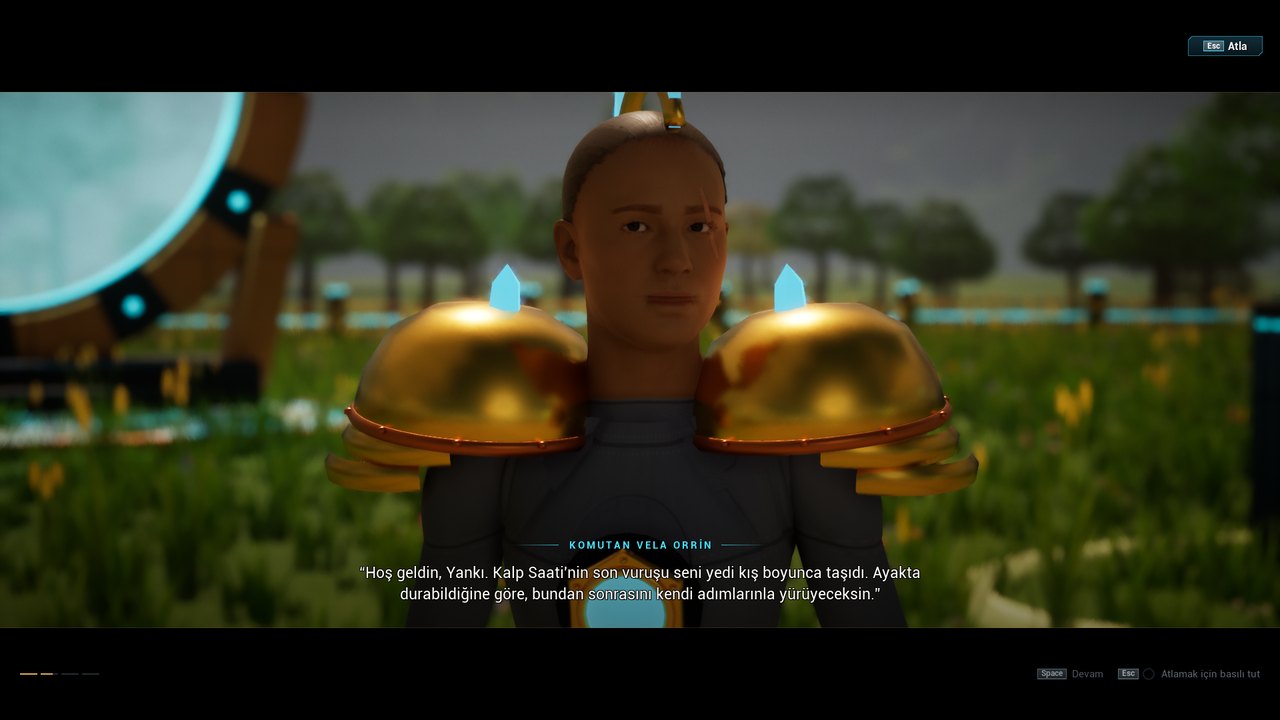 Esc Atla
KOMUTAN VELA ORRİN
“Hoş geldin, Yankı. Kalp Saati'nin son vuruşu seni yedi kış boyunca taşıdı. Ayakta
durabildiğine göre, bundan sonrasını kendi adımlarınla yürüyeceksin.”
Space Devam Esc Atlamak için basılı tut